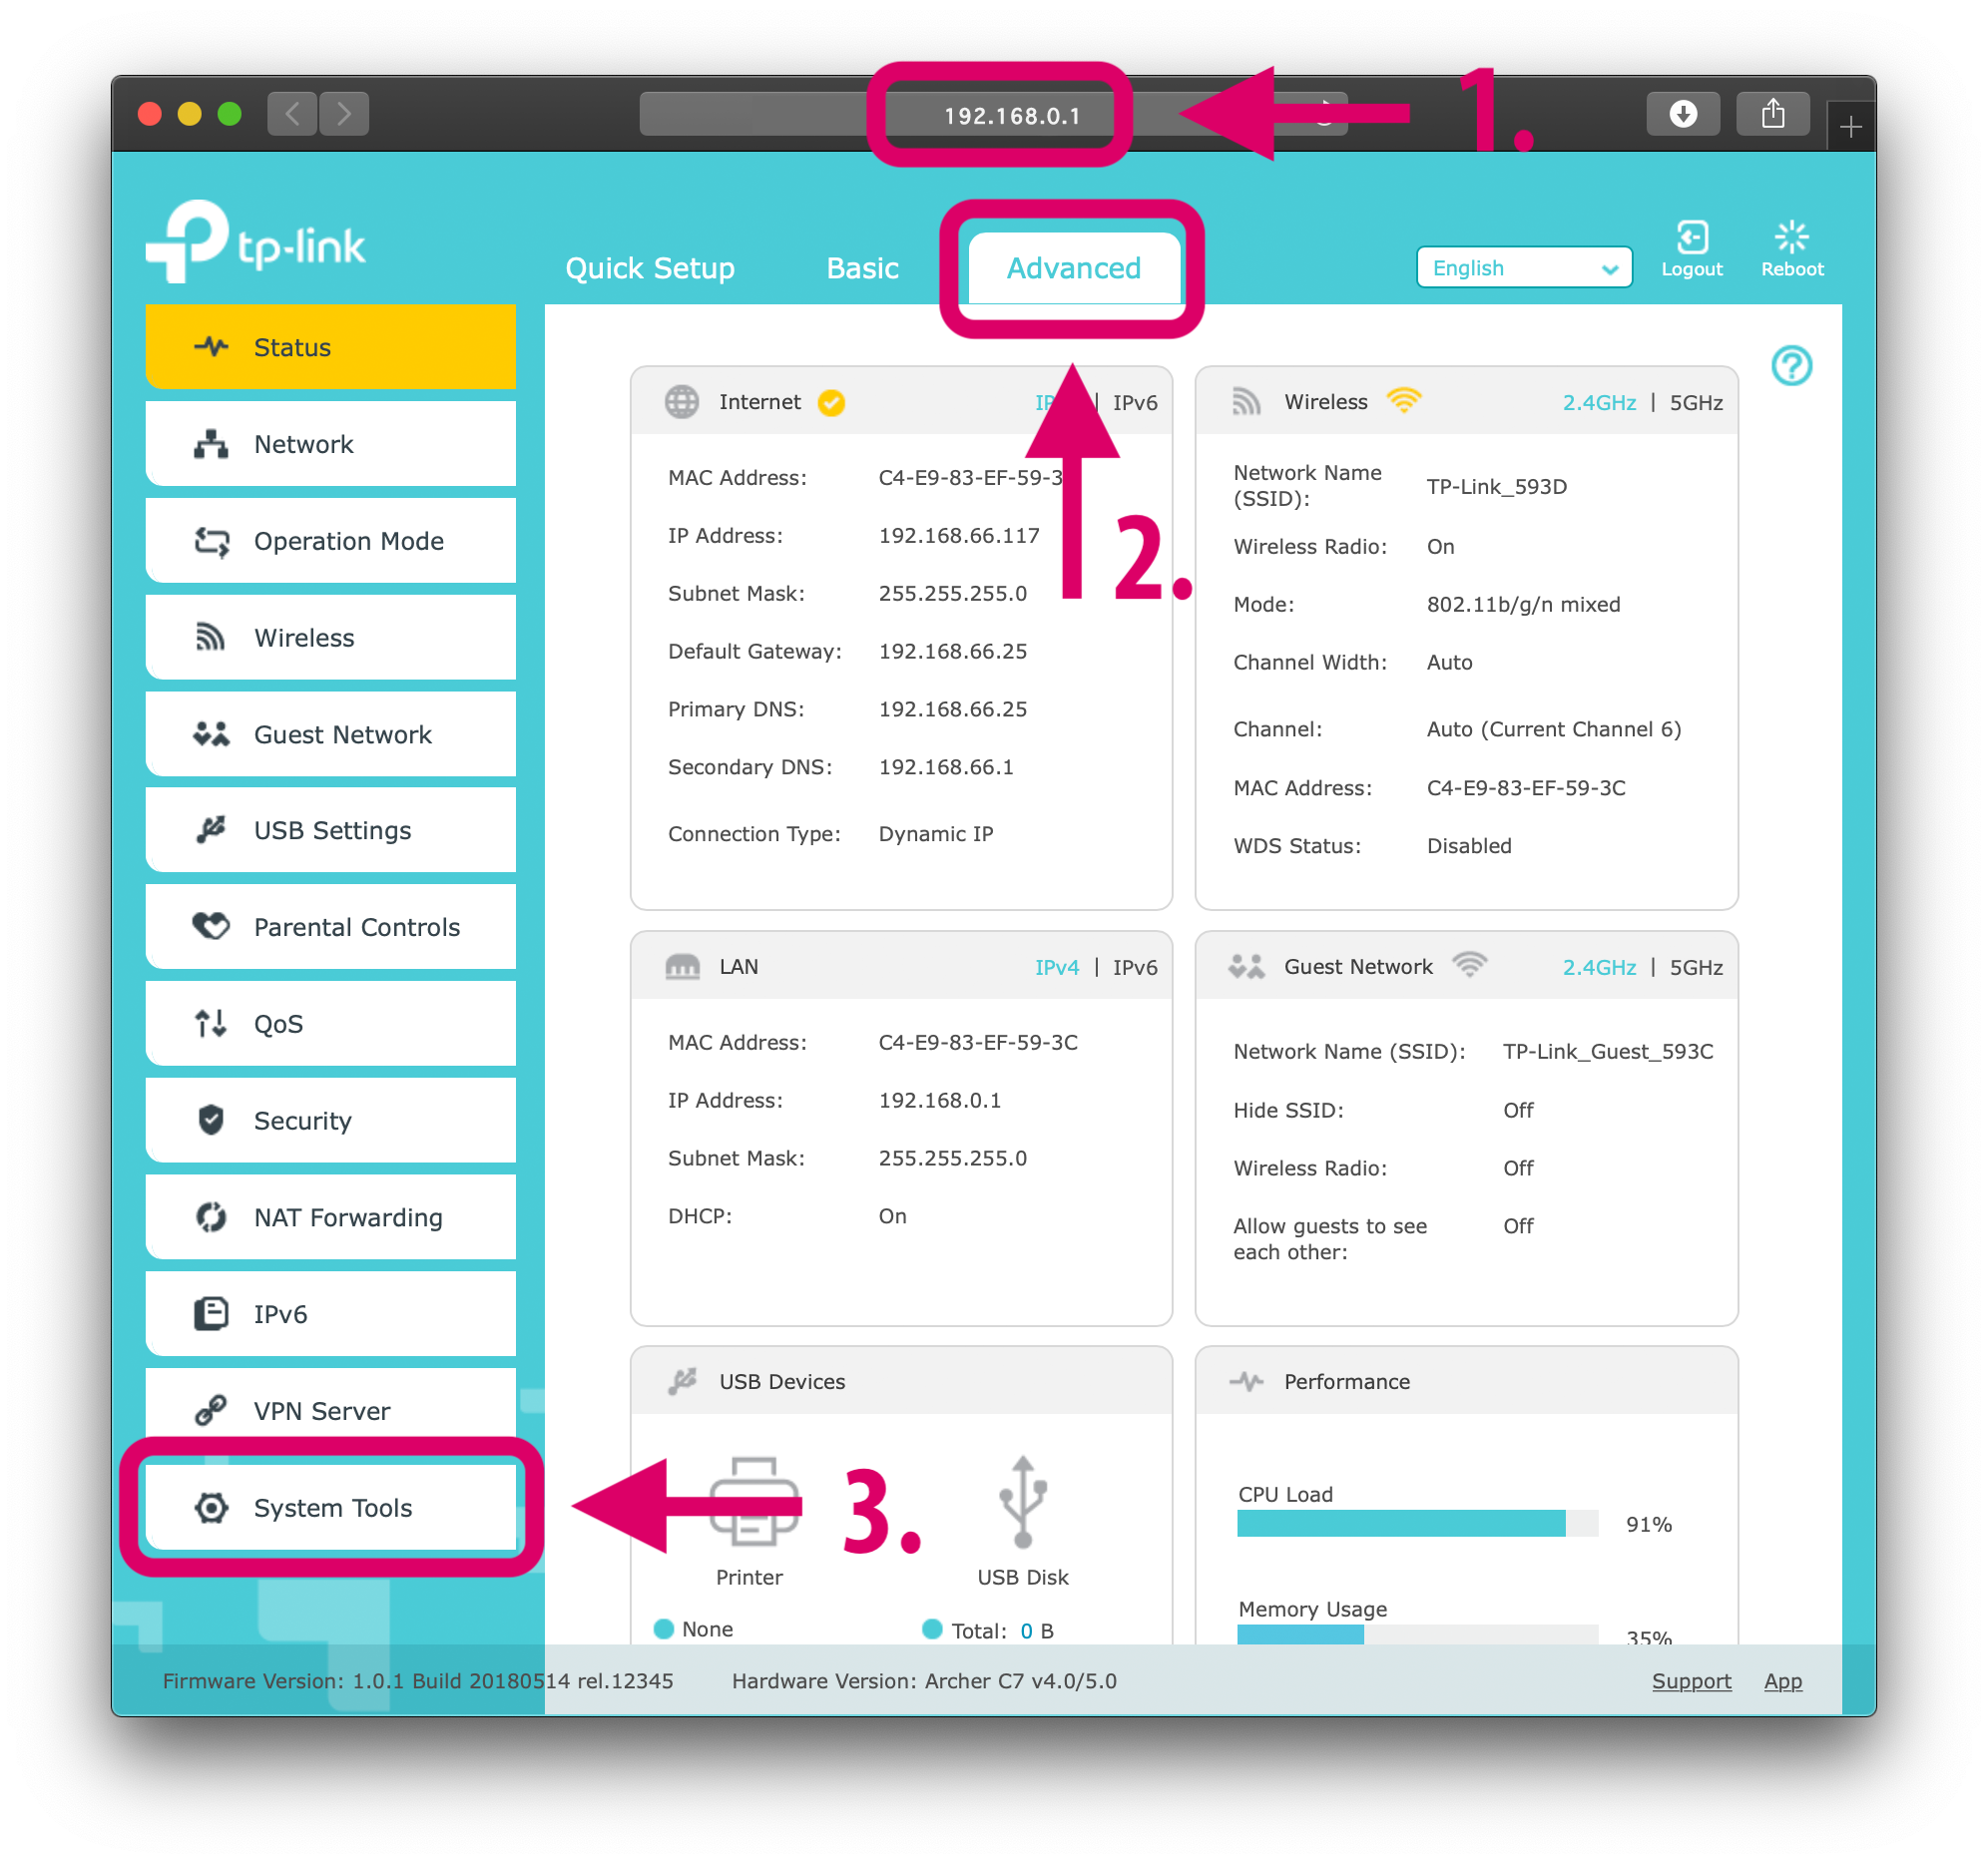 192.168.0.1
1.
tp-link
Quick Setup
Basic
Advanced
English
Logout
Reboot
Status
Network
Operation Mode
Wireless
Guest Network
USB Settings
Parental Controls
QoS
Security
NAT Forwarding
IPv6
VPN Server
System Tools
Internet
| IPv6
2.
MAC Address: C4-E9-83-EF-59-3
IP Address: 192.168.66.117
Subnet Mask: 255.255.255.0
Default Gateway: 192.168.66.25
Primary DNS: 192.168.66.25
Secondary DNS: 192.168.66.1
Connection Type: Dynamic IP
Wireless 2.4GHz | 5GHz
Network Name
(SSID): TP-Link_593D
Wireless Radio: On
Mode: 802.11b/g/n mixed
Channel Width: Auto
Channel: Auto (Current Channel 6)
MAC Address: C4-E9-83-EF-59-3C
WDS Status: Disabled
LAN IPv4 | IPv6
MAC Address: C4-E9-83-EF-59-3C
IP Address: 192.168.0.1
Subnet Mask: 255.255.255.0
DHCP: On
Guest Network 2.4GHz | 5GHz
Network Name (SSID): TP-Link_Guest_593C
Hide SSID: Off
Wireless Radio: Off
Allow guests to see
each other: Off
USB Devices
3.
Printer
USB Disk
None
Total: 0 B
Performance
CPU Load
91%
Memory Usage
35%
Firmware Version: 1.0.1 Build 20180514 rel.12345
Hardware Version: Archer C7 v4.0/5.0
Support
App